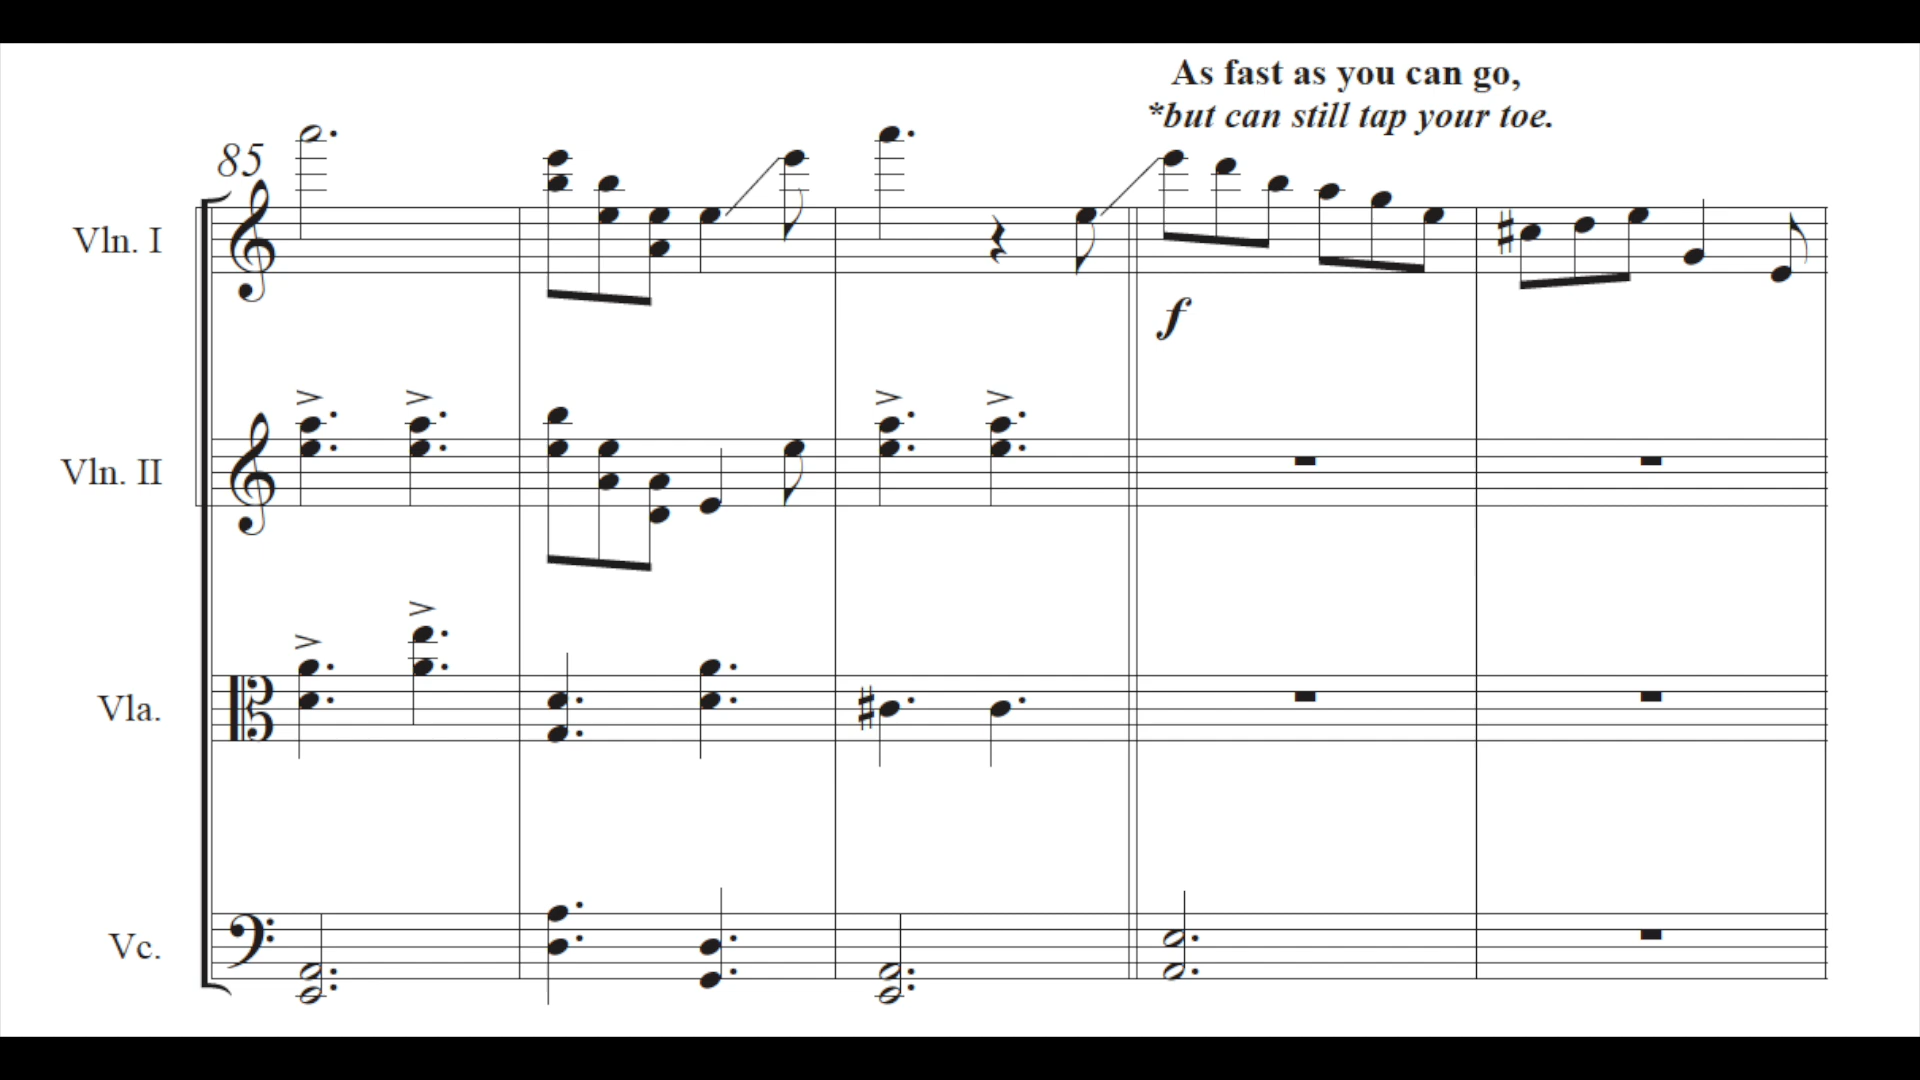 As fast as you can go,
*but can still tap your toe.
85
Vln. I
f
Vln. II
Vla.
Vc.